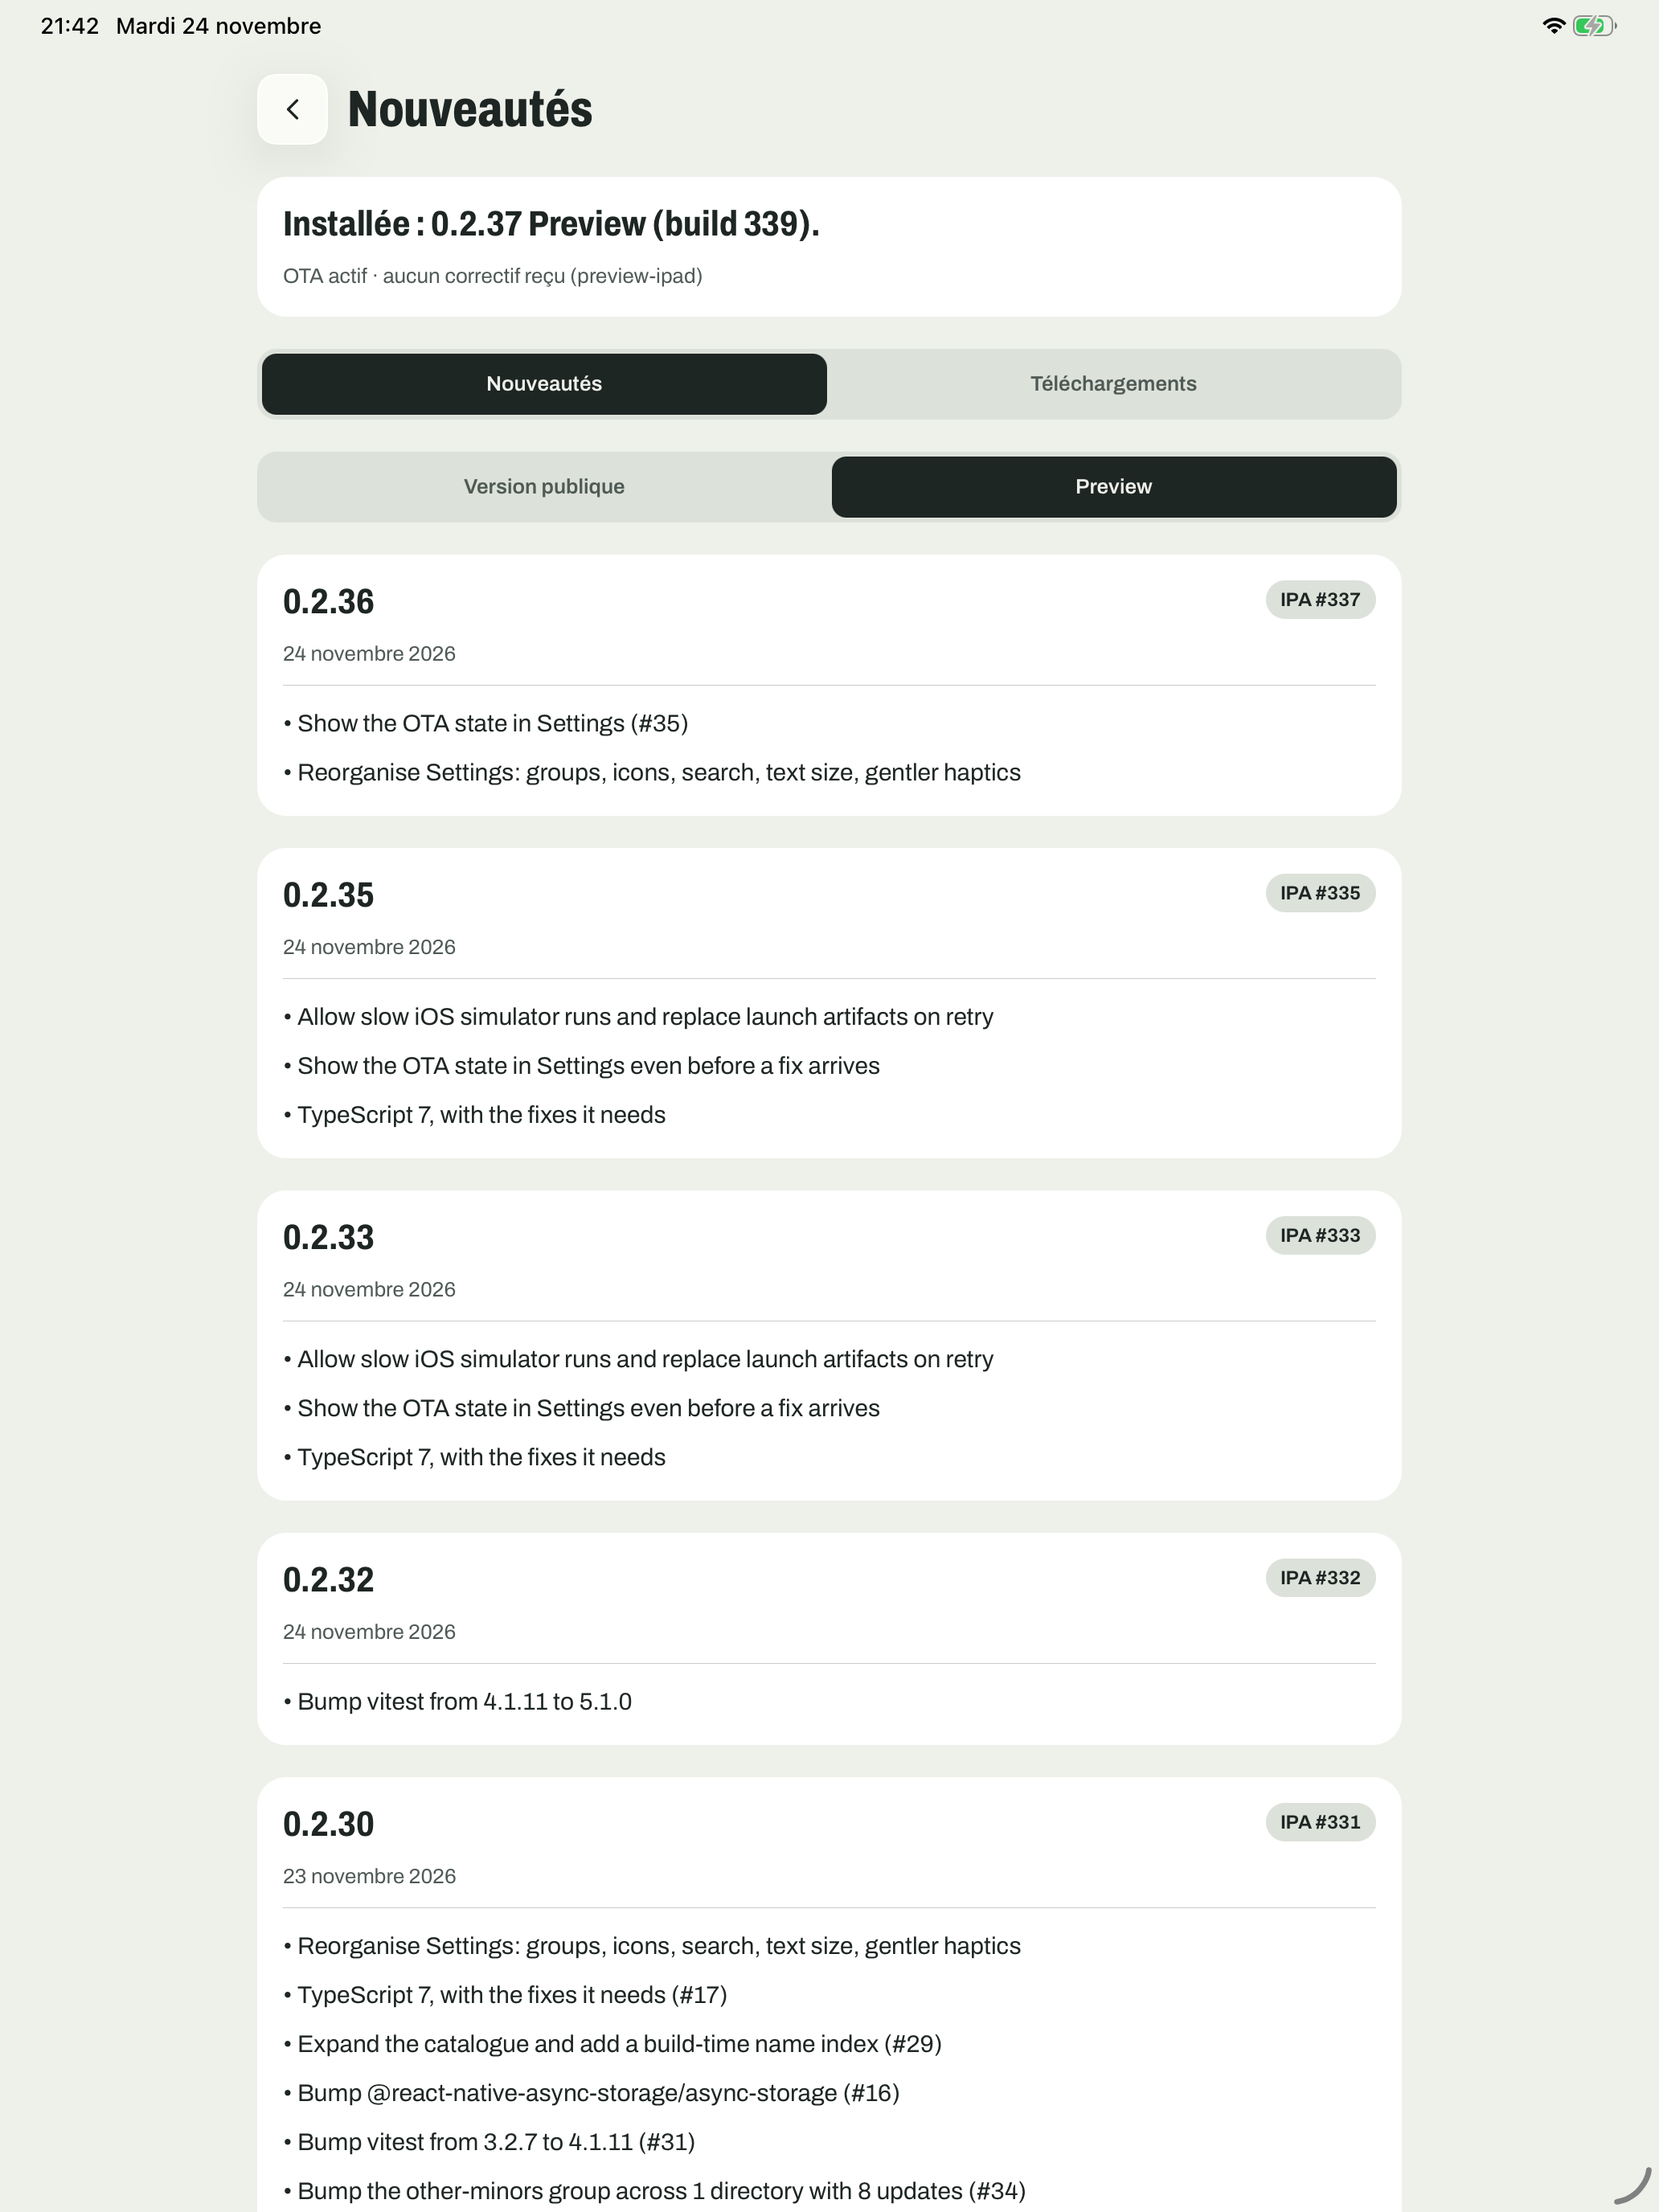 21:42 Mardi 24 novembre
Nouveautés
Installée : 0.2.37 Preview (build 339).
OTA actif · aucun correctif reçu (preview-ipad)
Nouveautés
Téléchargements
Version publique
Preview
0.2.36
IPA #337
24 novembre 2026
• Show the OTA state in Settings (#35)
• Reorganise Settings: groups, icons, search, text size, gentler haptics
0.2.35
IPA #335
24 novembre 2026
• Allow slow iOS simulator runs and replace launch artifacts on retry
• Show the OTA state in Settings even before a fix arrives
• TypeScript 7, with the fixes it needs
0.2.33
IPA #333
24 novembre 2026
• Allow slow iOS simulator runs and replace launch artifacts on retry
• Show the OTA state in Settings even before a fix arrives
• TypeScript 7, with the fixes it needs
0.2.32
IPA #332
24 novembre 2026
• Bump vitest from 4.1.11 to 5.1.0
0.2.30
IPA #331
23 novembre 2026
• Reorganise Settings: groups, icons, search, text size, gentler haptics
• TypeScript 7, with the fixes it needs (#17)
• Expand the catalogue and add a build-time name index (#29)
• Bump @react-native-async-storage/async-storage (#16)
• Bump vitest from 3.2.7 to 4.1.11 (#31)
• Bump the other-minors group across 1 directory with 8 updates (#34)